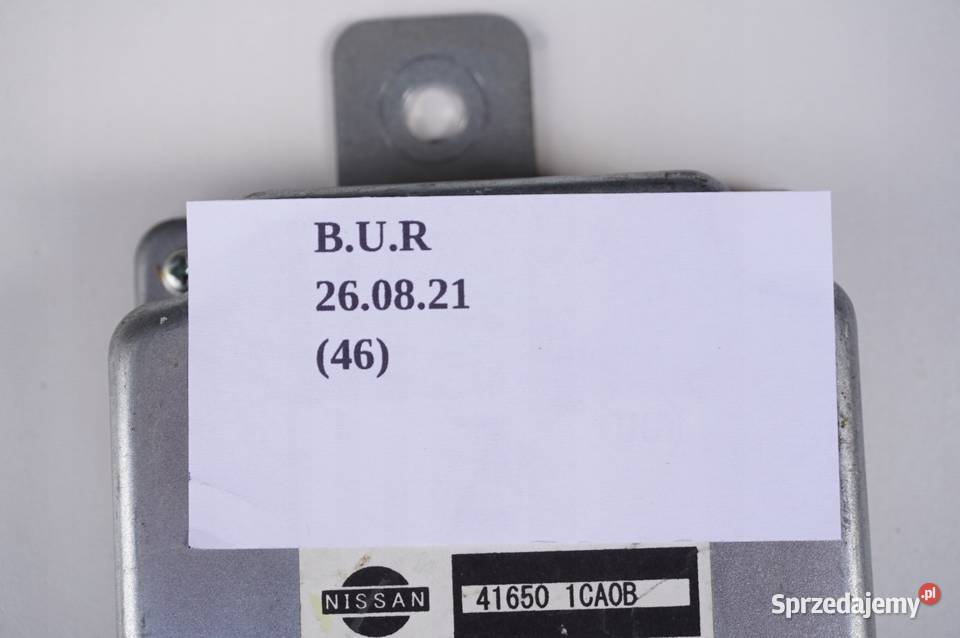 B.U.R
26.08.21
(46)
NISSAN
41650 1CA0B
Sprzedajemy.pl